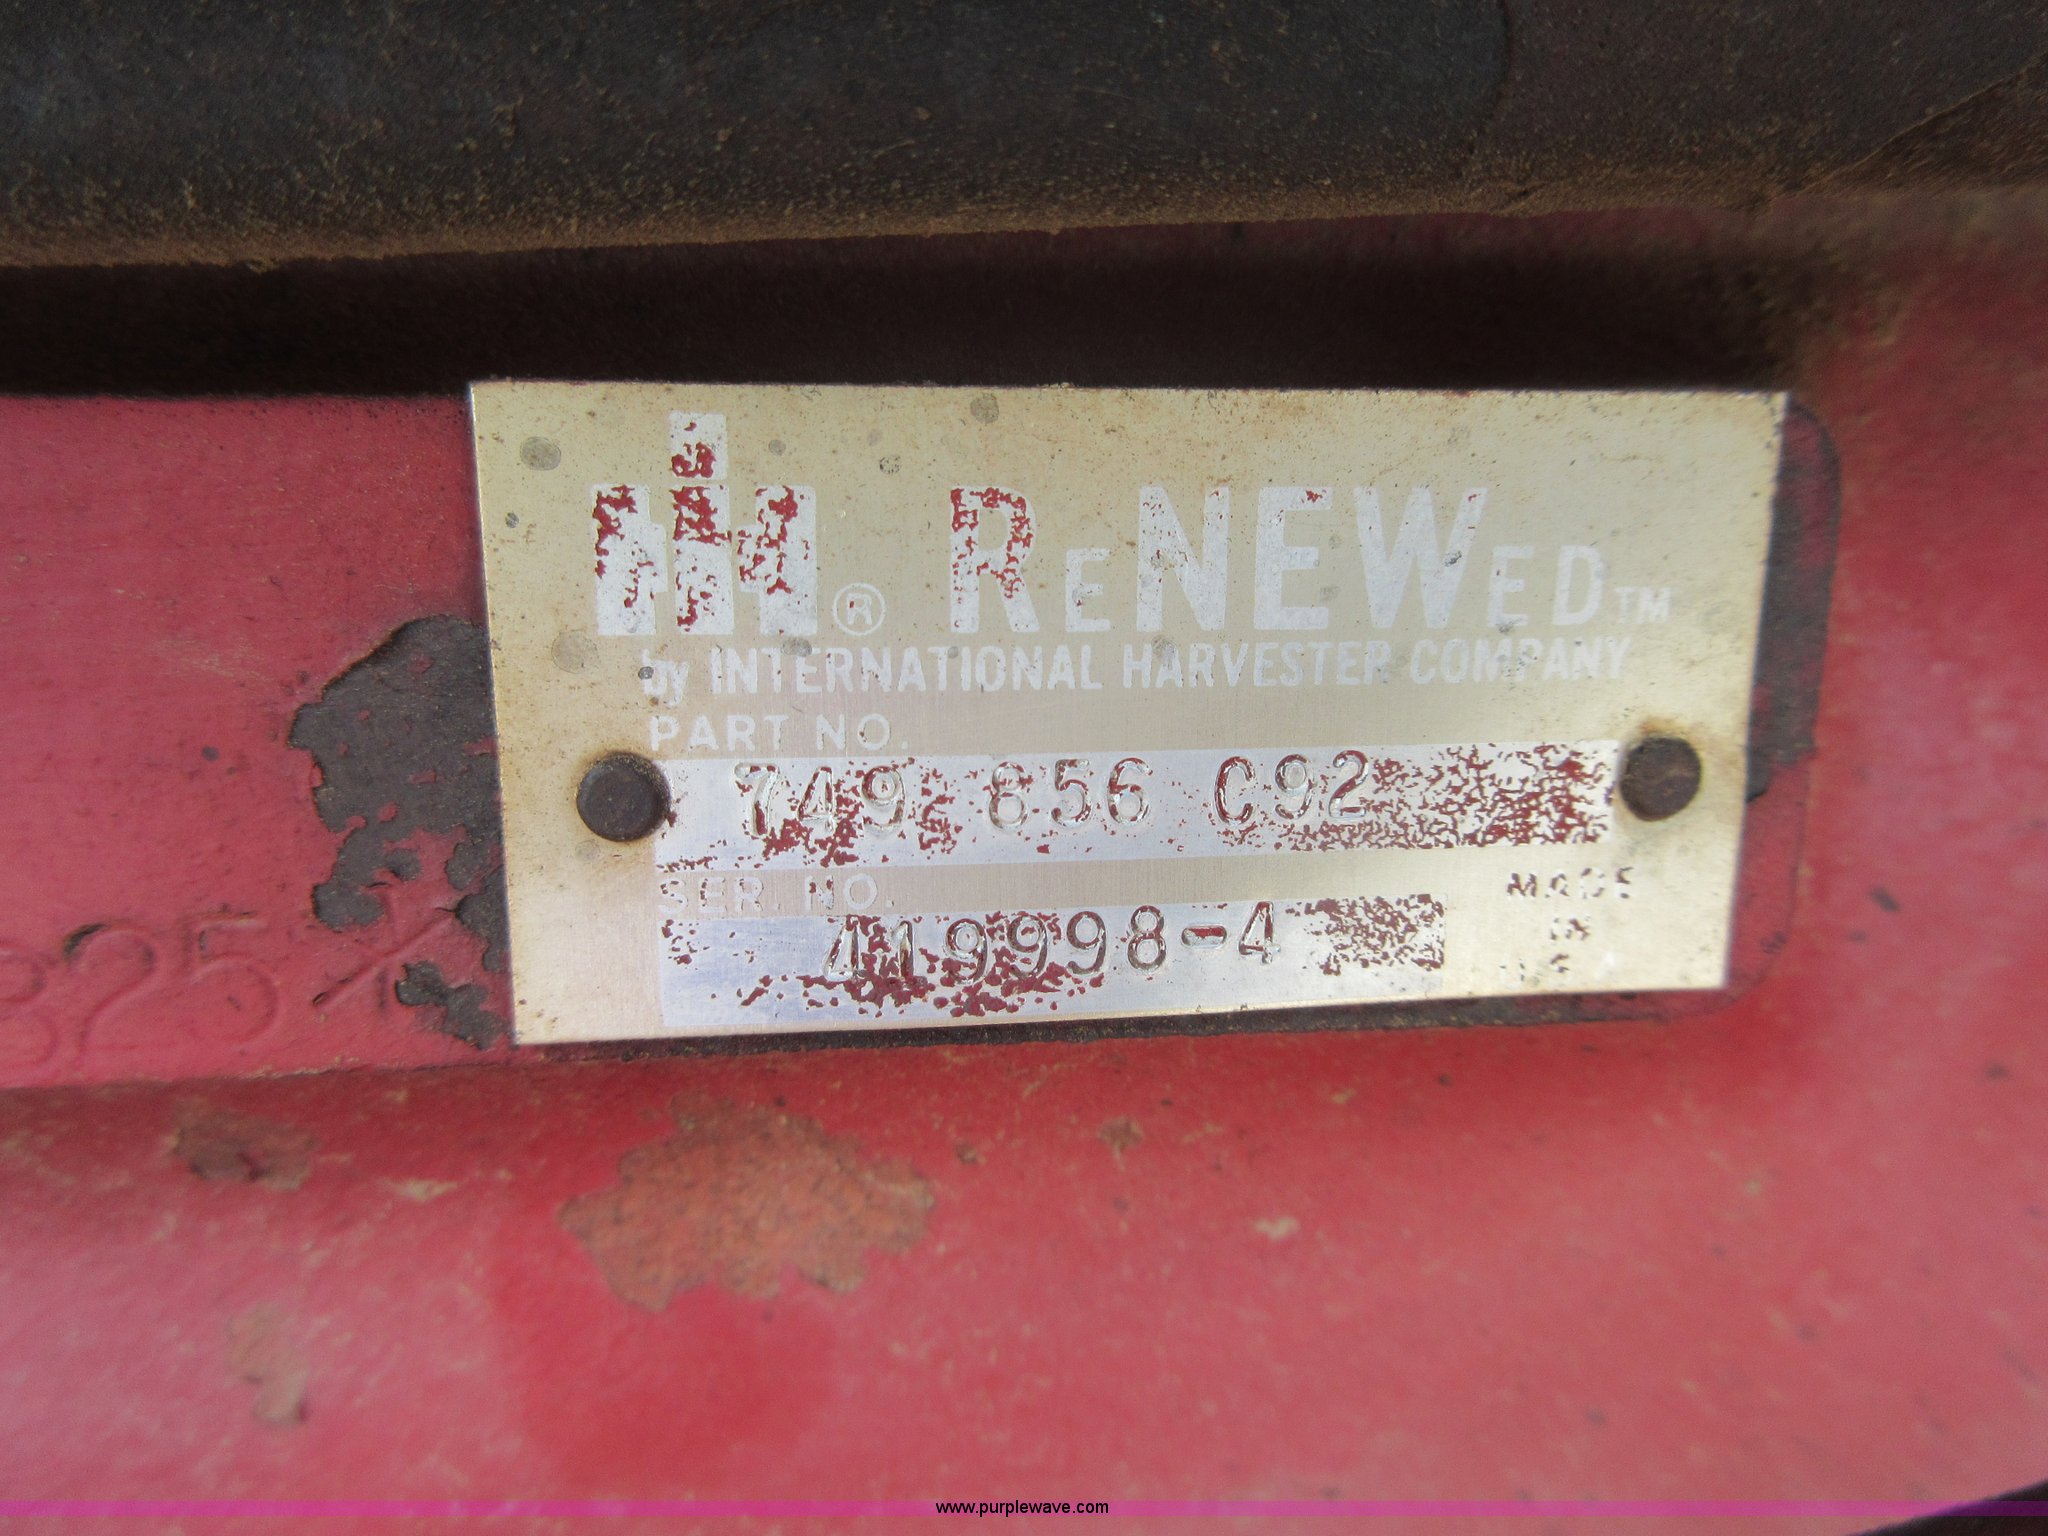 IH® ReNEWeD™
by INTERNATIONAL HARVESTER COMPANY
PART NO.
749 856 C92
SER. NO.
MADE
419998-4
325
www.purplewave.com